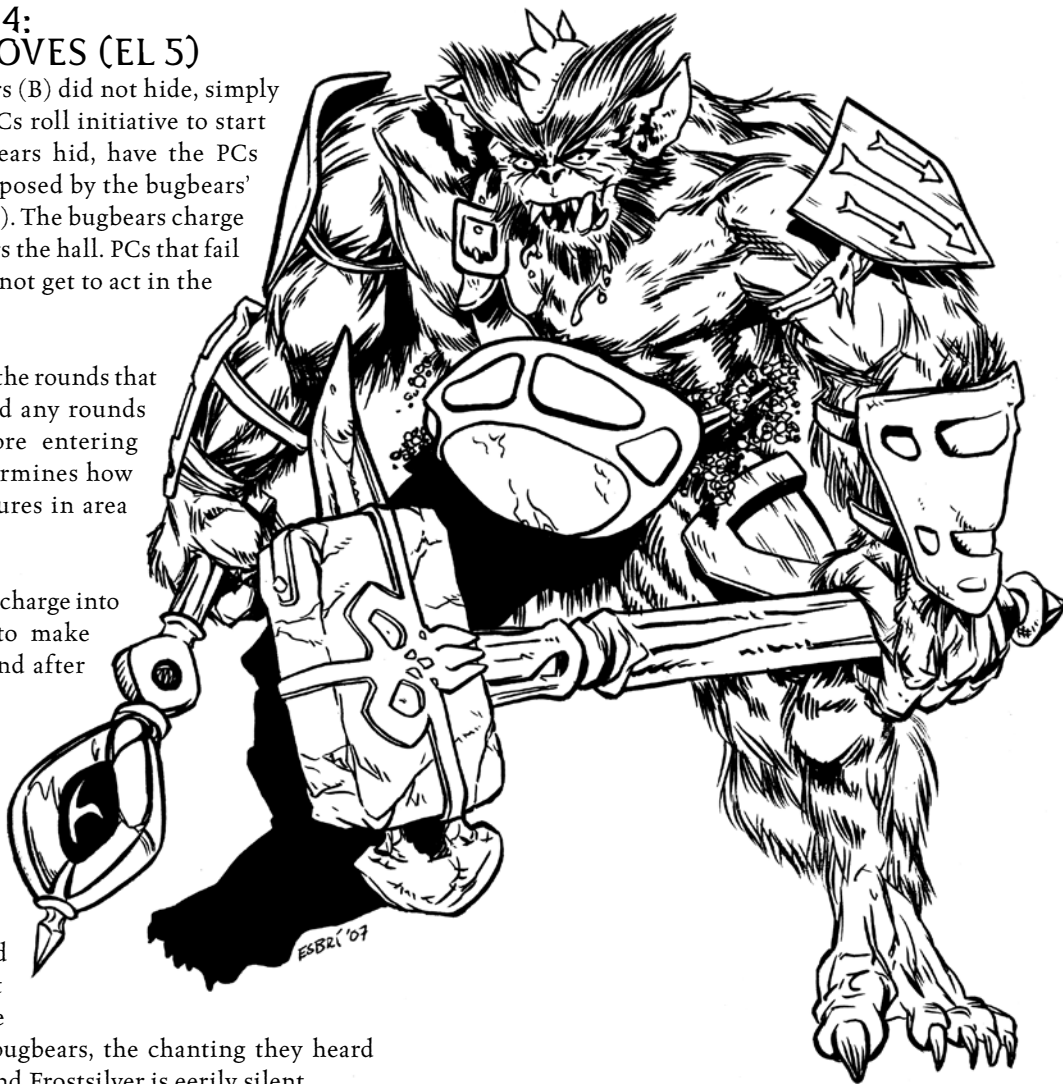 4:
OVES (EL 5)
rs (B) did not hide, simply
Cs roll initiative to start
ears hid, have the PCs
posed by the bugbears’
). The bugbears charge
rs the hall. PCs that fail
not get to act in the
the rounds that
d any rounds
ore entering
ermines how
ures in area
charge into
to make
nd after
d
t
e
bugbears, the chanting they heard
nd Frostsilver is eerily silent
ESBRÍ '07